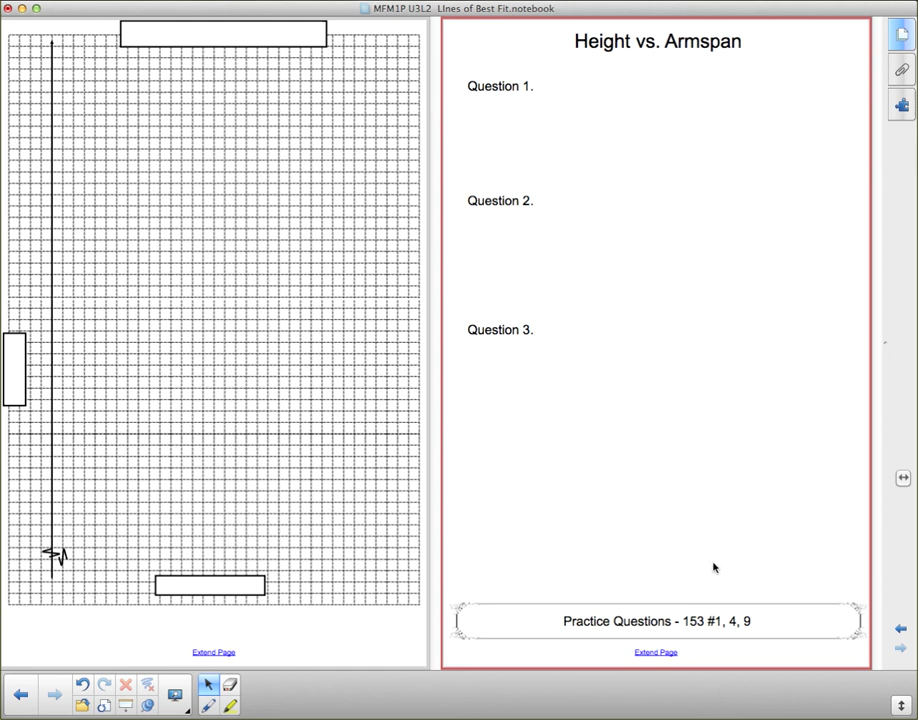 MFM1P U3L2 LInes of Best Fit.notebook
Height vs. Armspan
Question 1.
Question 2.
Question 3.
Practice Questions - 153 #1, 4, 9
Extend Page
Extend Page